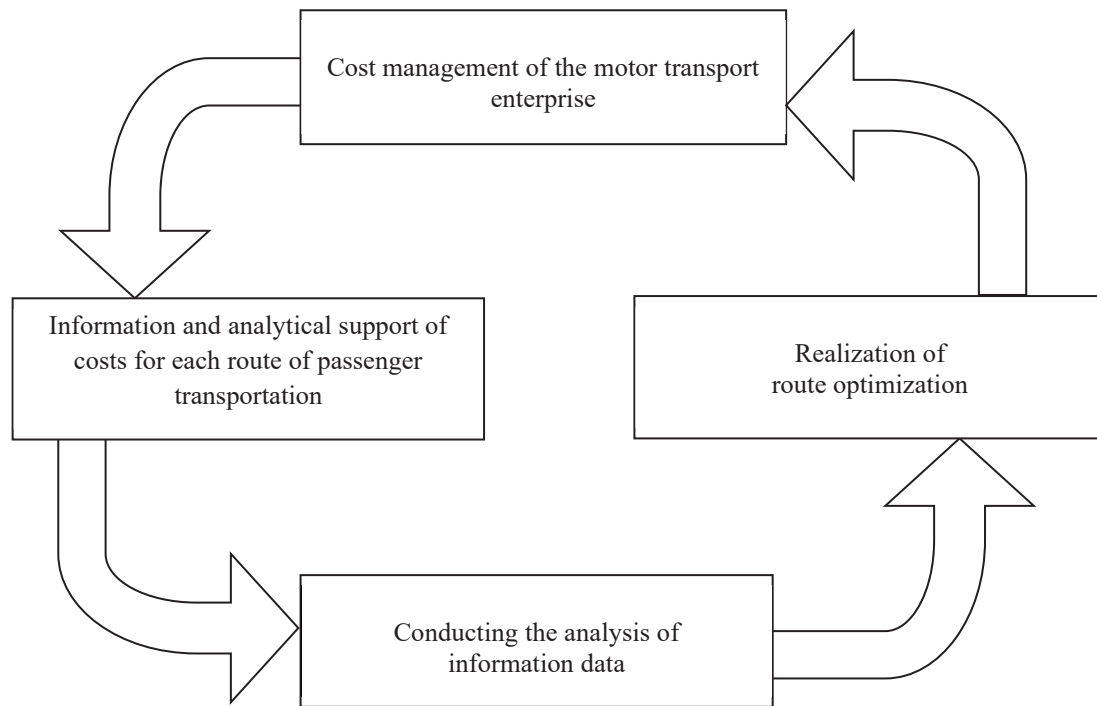 Cost management of the motor transport
enterprise
Information and analytical support of
costs for each route of passenger
transportation
Realization of
route optimization
Conducting the analysis of
information data